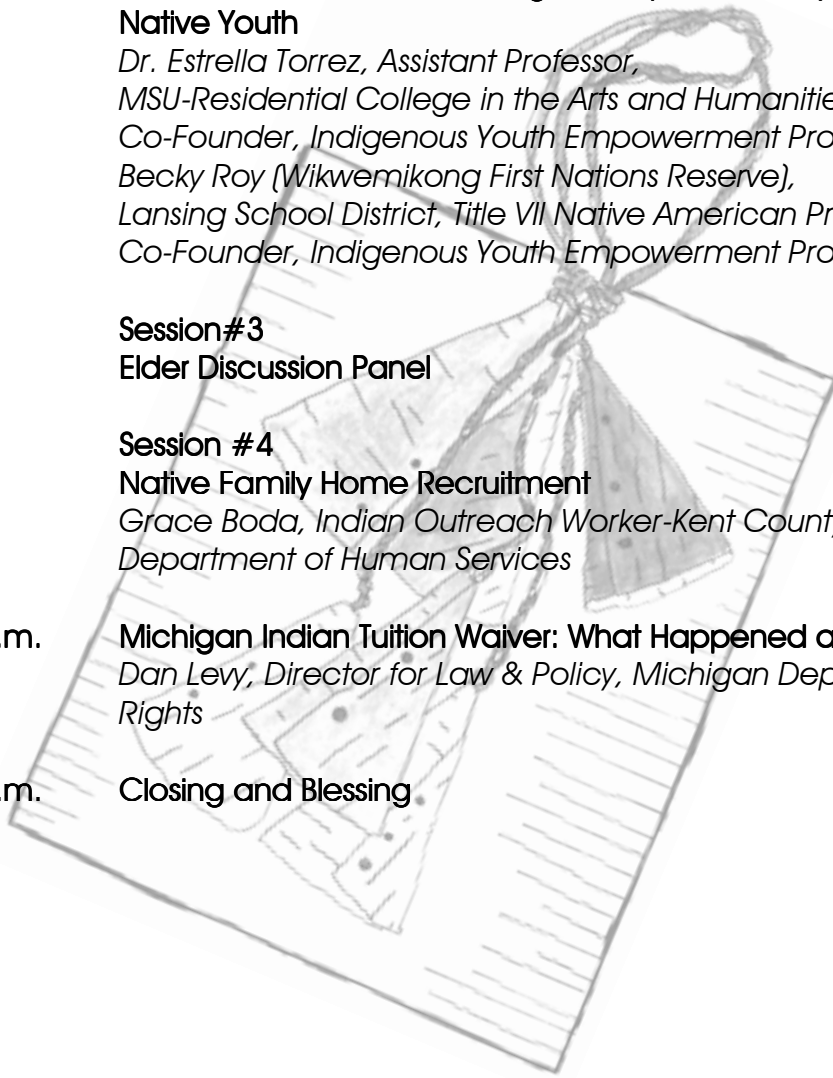 Native Youth
Dr. Estrella Torrez, Assistant Professor,
MSU-Residential College in the Arts and Humanitie
Co-Founder, Indigenous Youth Empowerment Pro
Becky Roy (Wikwemikong First Nations Reserve),
Lansing School District, Title VII Native American Pr
Co-Founder, Indigenous Youth Empowerment Pro
Session#3
Elder Discussion Panel
Session #4
Native Family Home Recruitment
Grace Boda, Indian Outreach Worker-Kent County,
Department of Human Services
.m. Michigan Indian Tuition Waiver: What Happened a
Dan Levy, Director for Law & Policy, Michigan Dep
Rights
.m. Closing and Blessing